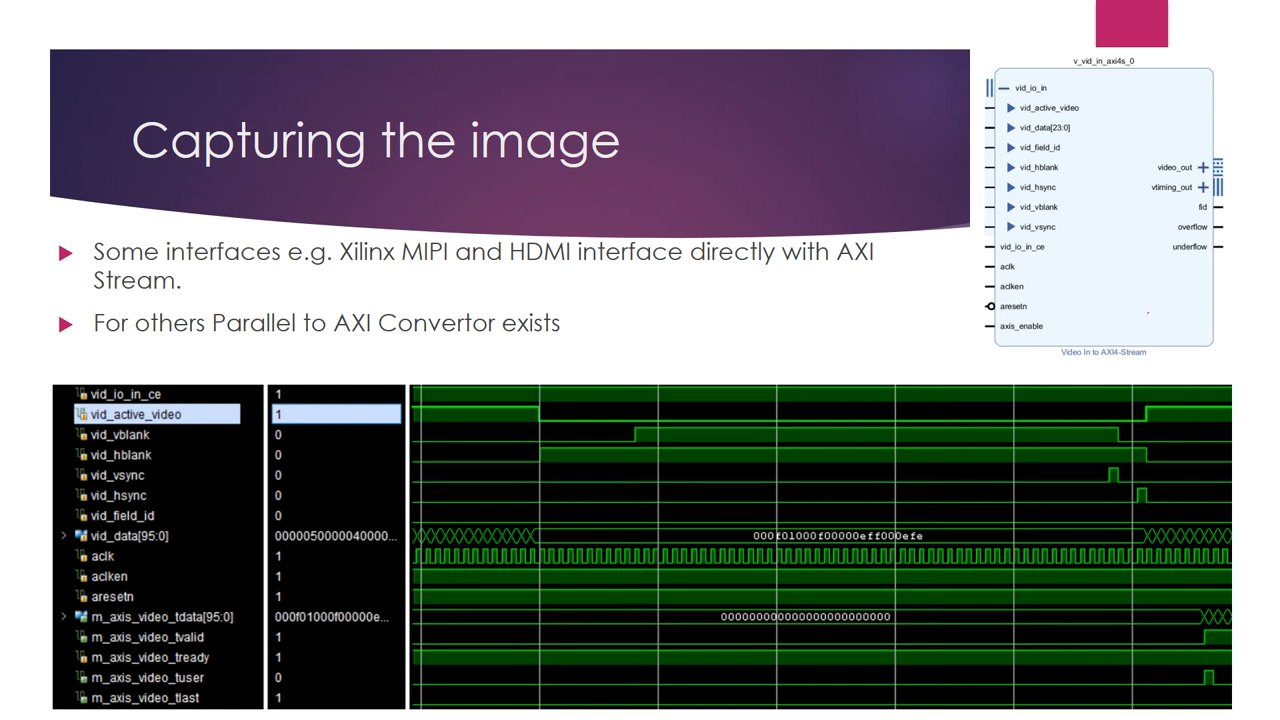 Capturing the image
Some interfaces e.g. Xilinx MIPI and HDMI interface directly with AXI
Stream.
For others Parallel to AXI Convertor exists
v_vid_in_axi4s_0
vid_io_in
vid_active_video
vid_data[23:0]
vid_field_id
vid_hblank
vid_hsync
vid_vblank
vid_vsync
vid_io_in_ce
aclk
aclken
aresetn
axis_enable
video_out
vtiming_out
fid
overflow
underflow
Video In to AXI4-Stream
vid_io_in_ce 1
vid_active_video 1
vid_vblank 0
vid_hblank 0
vid_vsync 0
vid_hsync 0
vid_field_id 0
vid_data[95:0] 0000050000040000... 000f01000f00000eff000efe
aclk 1
aclken 1
aresetn 1
m_axis_video_tdata[95:0] 000f01000f00000e... 000000000000000000000000
m_axis_video_tvalid 1
m_axis_video_tready 1
m_axis_video_tuser 0
m_axis_video_tlast 1